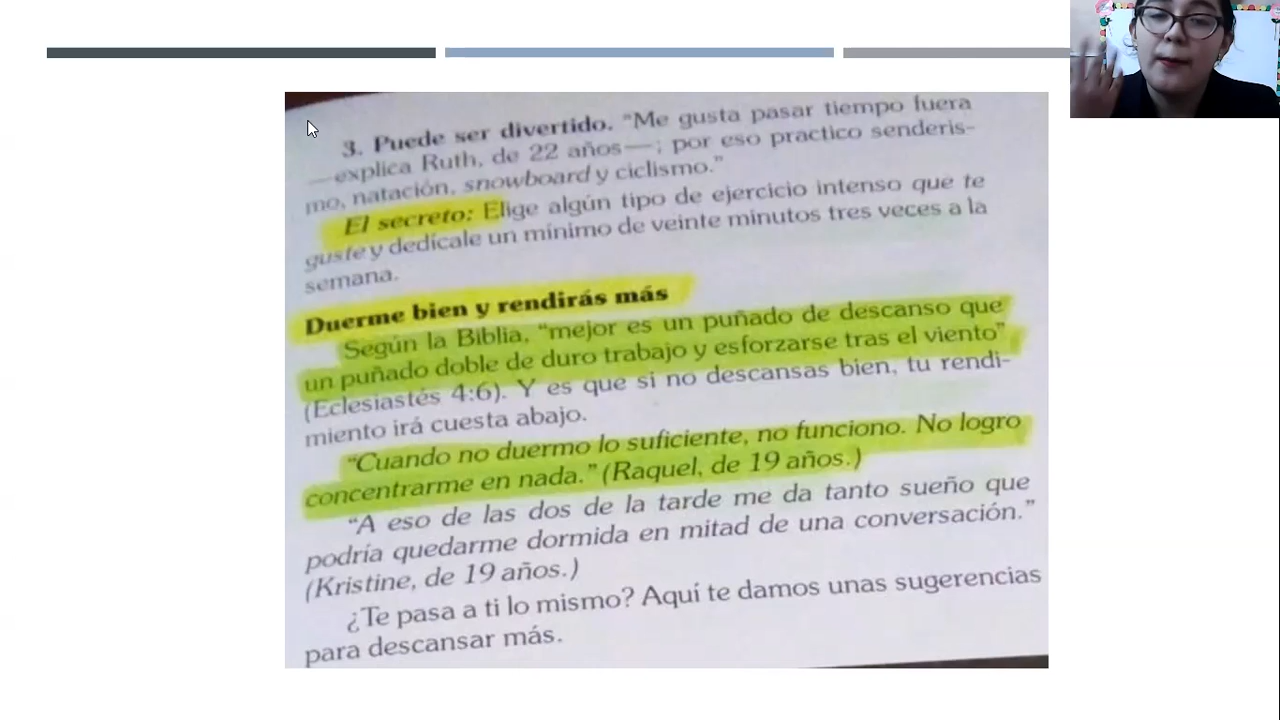 3. Puede ser divertido. “Me gusta pasar tiempo fuera
—explica Ruth, de 22 años—; por eso practico senderis-
mo, natación, snowboard y ciclismo.”
El secreto: Elige algún tipo de ejercicio intenso que te
guste y dedícale un mínimo de veinte minutos tres veces a la
semana.
Duerme bien y rendirás más
Según la Biblia, “mejor es un puñado de descanso que
un puñado doble de duro trabajo y esforzarse tras el viento”
(Eclesiastés 4:6). Y es que si no descansas bien, tu rendi-
miento irá cuesta abajo.
“Cuando no duermo lo suficiente, no funciono. No logro
concentrarme en nada.” (Raquel, de 19 años.)
“A eso de las dos de la tarde me da tanto sueño que
podría quedarme dormida en mitad de una conversación.”
(Kristine, de 19 años.)
¿Te pasa a ti lo mismo? Aquí te damos unas sugerencias
para descansar más.